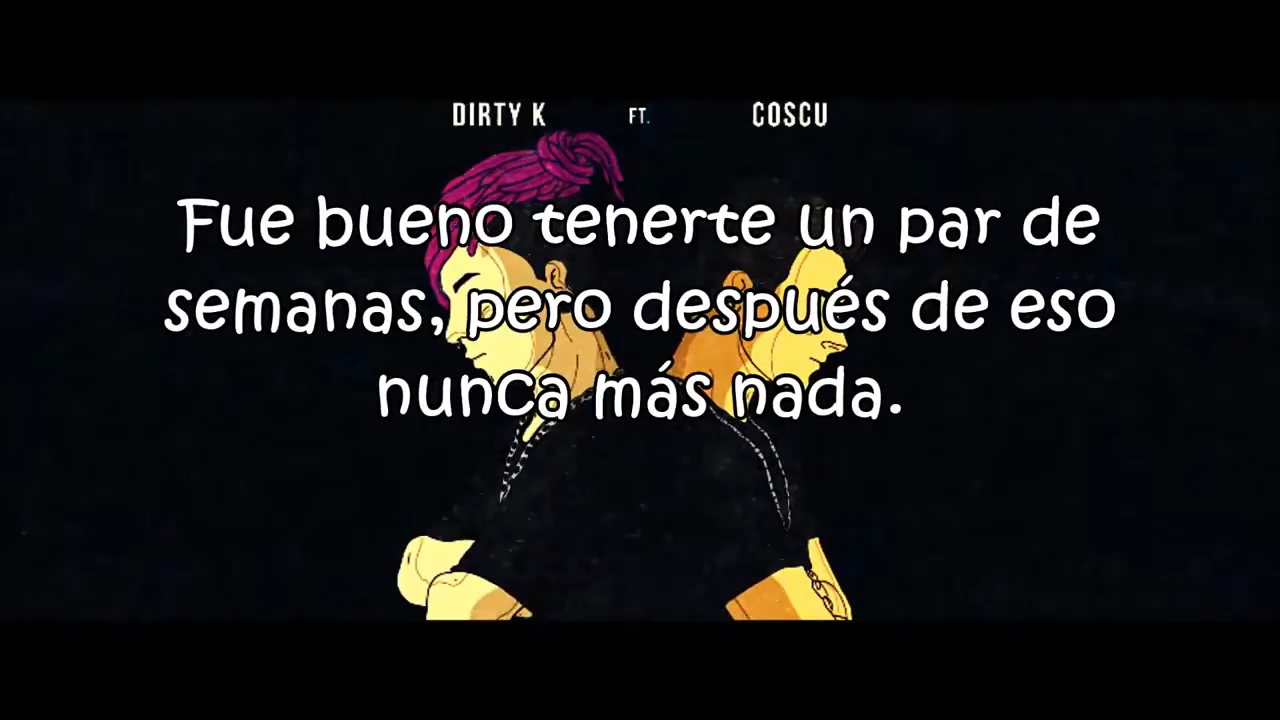 DIRTY K FT. COSCU
Fue bueno tenerte un par de
semanas, pero después de eso
nunca más nada.